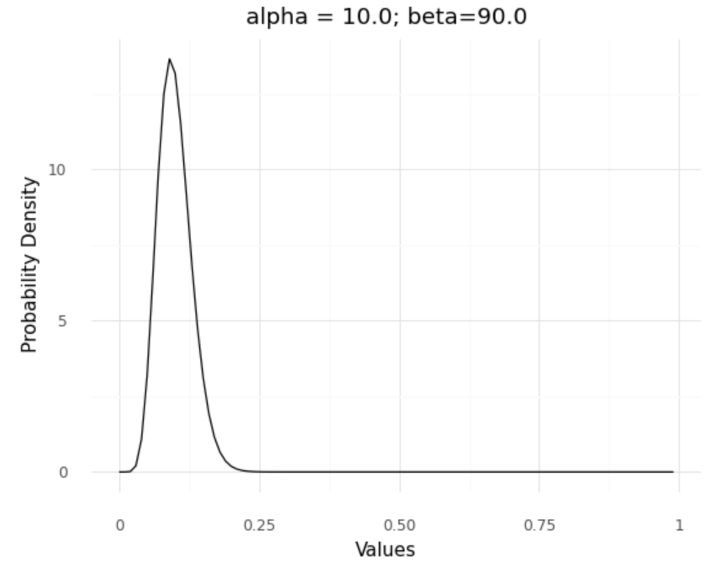 alpha = 10.0; beta=90.0
Probability Density
10
5
0
0 0.25 0.50 0.75 1
Values